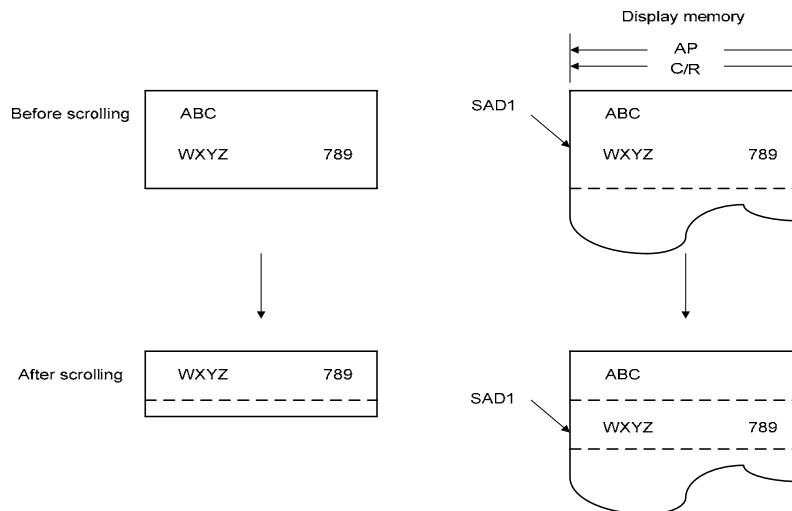 Display memory
AP
C/R
Before scrolling
ABC
WXYZ 789
SAD1
ABC
WXYZ 789
After scrolling
WXYZ 789
SAD1
ABC
WXYZ 789